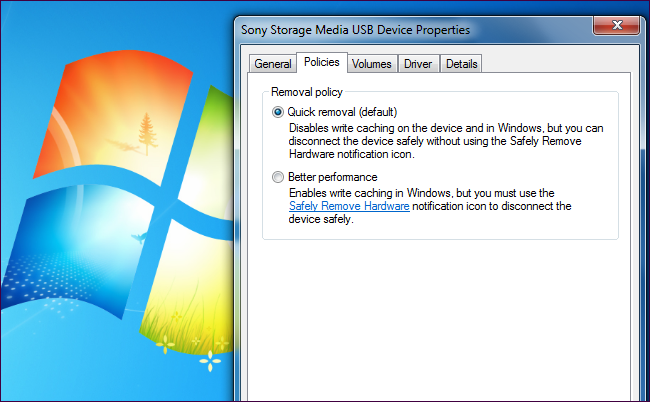 Sony Storage Media USB Device Properties
General Policies Volumes Driver Details
Removal policy
Quick removal (default)
Disables write caching on the device and in Windows, but you can
disconnect the device safely without using the Safely Remove
Hardware notification icon.
Better performance
Enables write caching in Windows, but you must use the
Safely Remove Hardware notification icon to disconnect the
device safely.